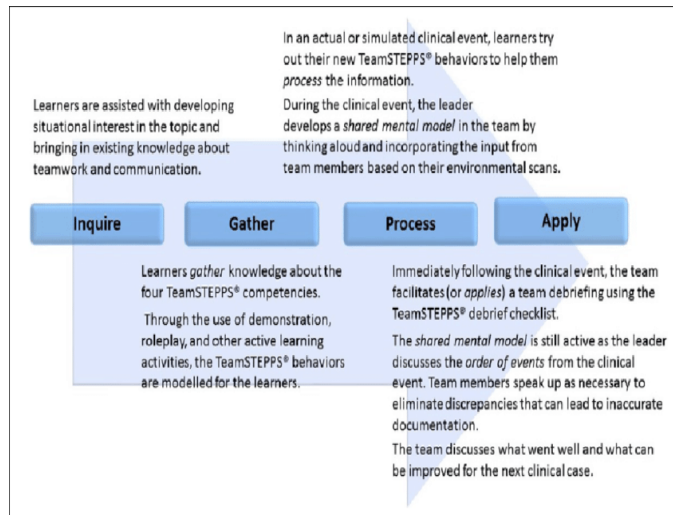 In an actual or simulated clinical event, learners try
out their new TeamSTEPPS® behaviors to help them
process the information.
During the clinical event, the leader
develops a shared mental model in the team by
thinking aloud and incorporating the input from
team members based on their environmental scans.
Learners are assisted with developing
situational interest in the topic and
bringing in existing knowledge about
teamwork and communication.
Inquire
Gather
Process
Apply
Learners gather knowledge about the
four TeamSTEPPS® competencies.
Through the use of demonstration,
roleplay, and other active learning
activities, the TeamSTEPPS® behaviors
are modelled for the learners.
Immediately following the clinical event, the team
facilitates (or applies) a team debriefing using the
TeamSTEPPS® debrief checklist.
The shared mental model is still active as the leader
discusses the order of events from the clinical
event. Team members speak up as necessary to
eliminate discrepancies that can lead to inaccurate
documentation.
The team discusses what went well and what can
be improved for the next clinical case.